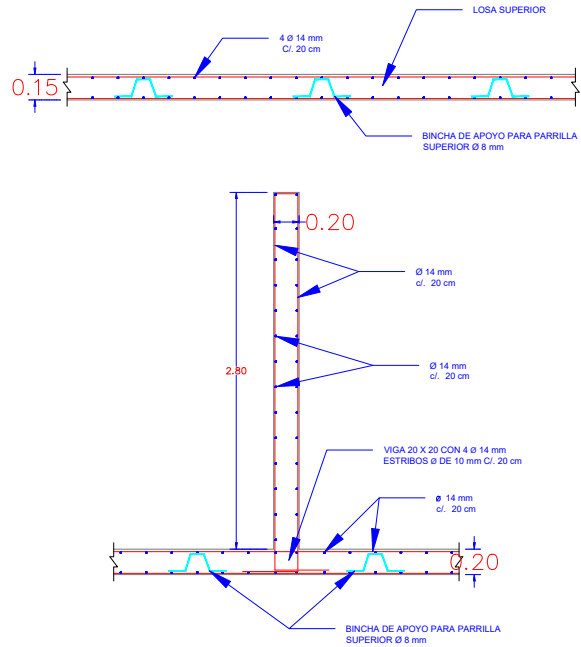 LOSA SUPERIOR
4 Ø 14 mm
C/. 20 cm
0.15
BINCHA DE APOYO PARA PARRILLA
SUPERIOR Ø 8 mm
0.20
Ø 14 mm
c/. 20 cm
2.80
Ø 14 mm
c/. 20 cm
VIGA 20 X 20 CON 4 Ø 14 mm
ESTRIBOS Ø DE 10 mm C/. 20 cm
ø 14 mm
c/. 20 cm
0.20
BINCHA DE APOYO PARA PARRILLA
SUPERIOR Ø 8 mm